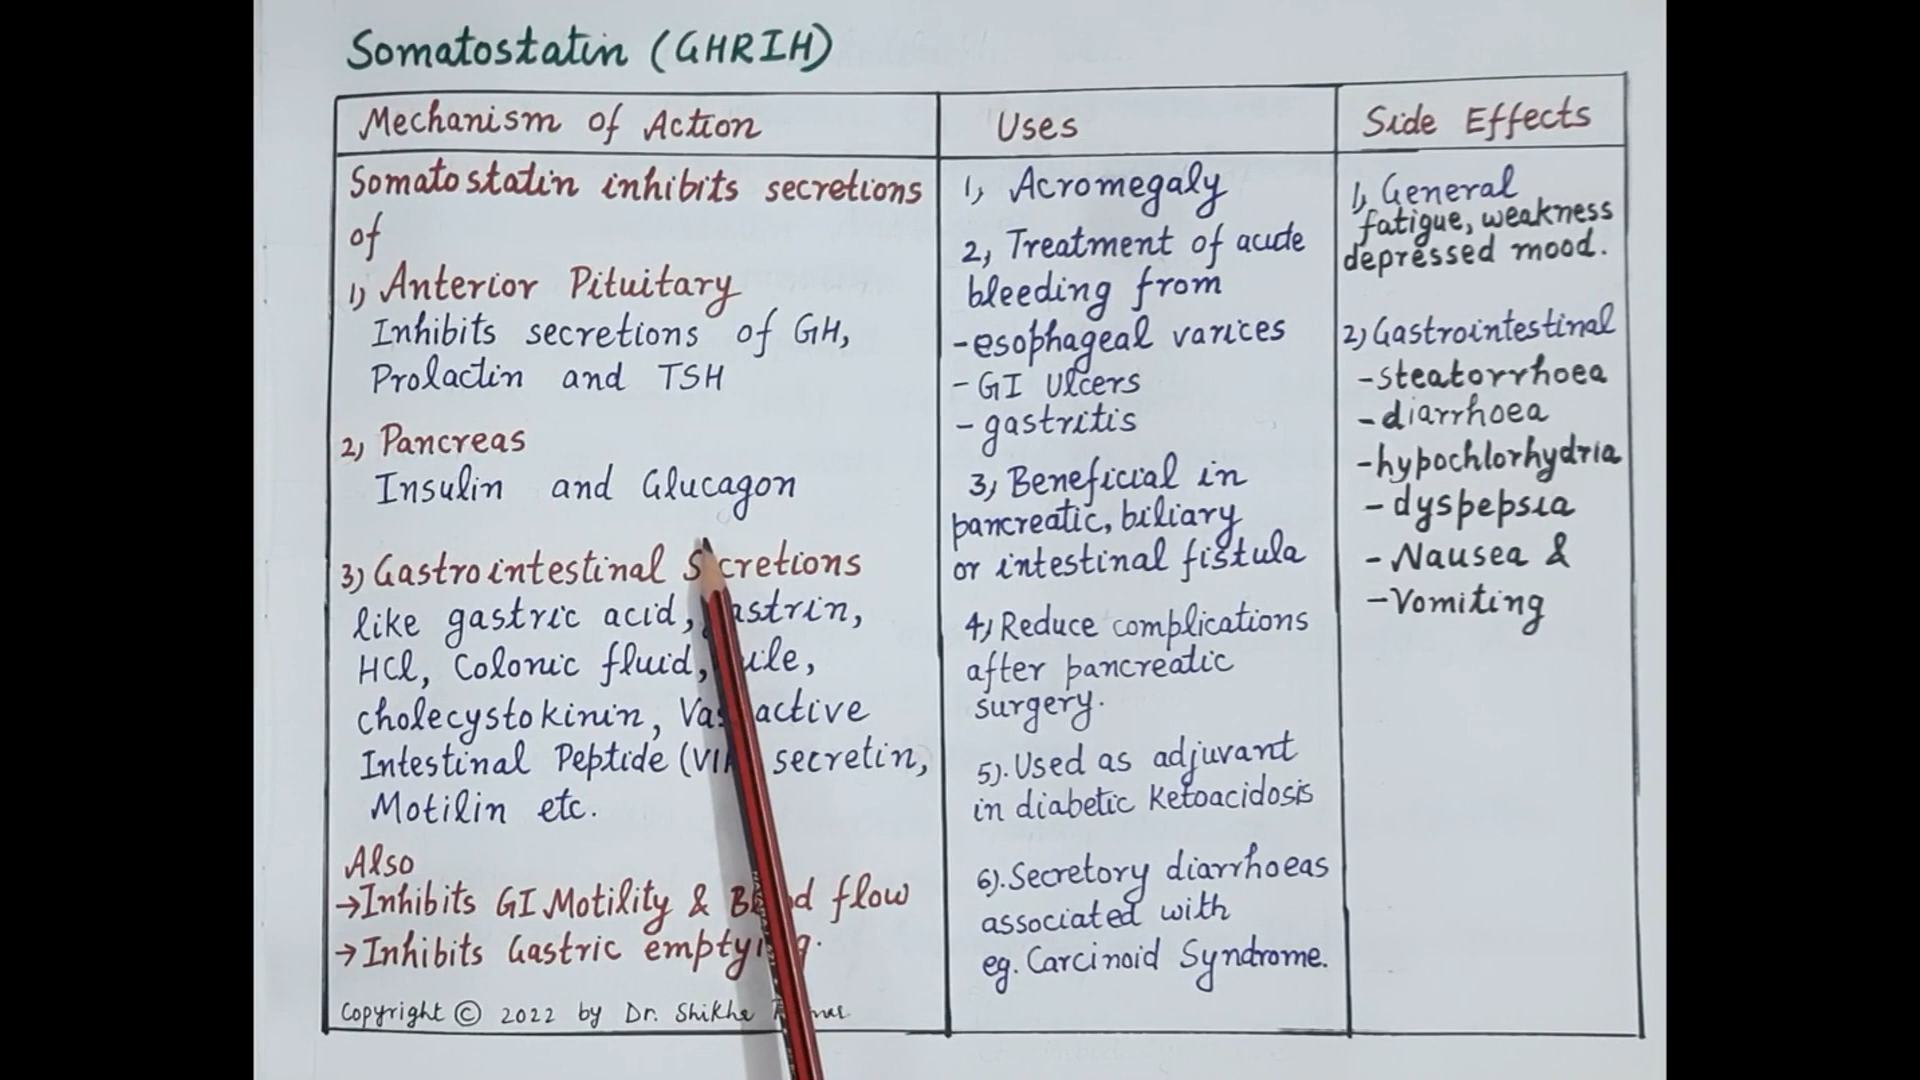 Somatostatin (GHRIH)
Mechanism of Action
Somatostatin inhibits secretions
of
1) Anterior Pituitary
Inhibits secretions of GH,
Prolactin and TSH
2) Pancreas
Insulin and Glucagon
3) Gastrointestinal
like gastric acid,
HCl, Colonic fluid,
cholecystokinin,
Intestinal Peptide secretin,
Motilin etc.
Also
→Inhibits GI Motility & flow
→Inhibits Gastric
Copyright © 2022 by Dr. Shikha
Uses
1, Acromegaly
2, Treatment of acute
bleeding from
-esophageal varices
- GI Ulcers
- gastritis
3, Beneficial in
pancreatic, biliary
or intestinal fistula
4, Reduce complications
after pancreatic
surgery.
5). Used as adjuvant
in diabetic Ketoacidosis
6). Secretory diarrhoeas
associated with
eg. Carcinoid Syndrome.
Side Effects
1, General
fatigue, weakness
depressed mood.
2) Gastrointestinal
-steatorrhoea
-diarrhoea
-hypochlorhydria
- dyspepsia
- Nausea &
- Vomiting